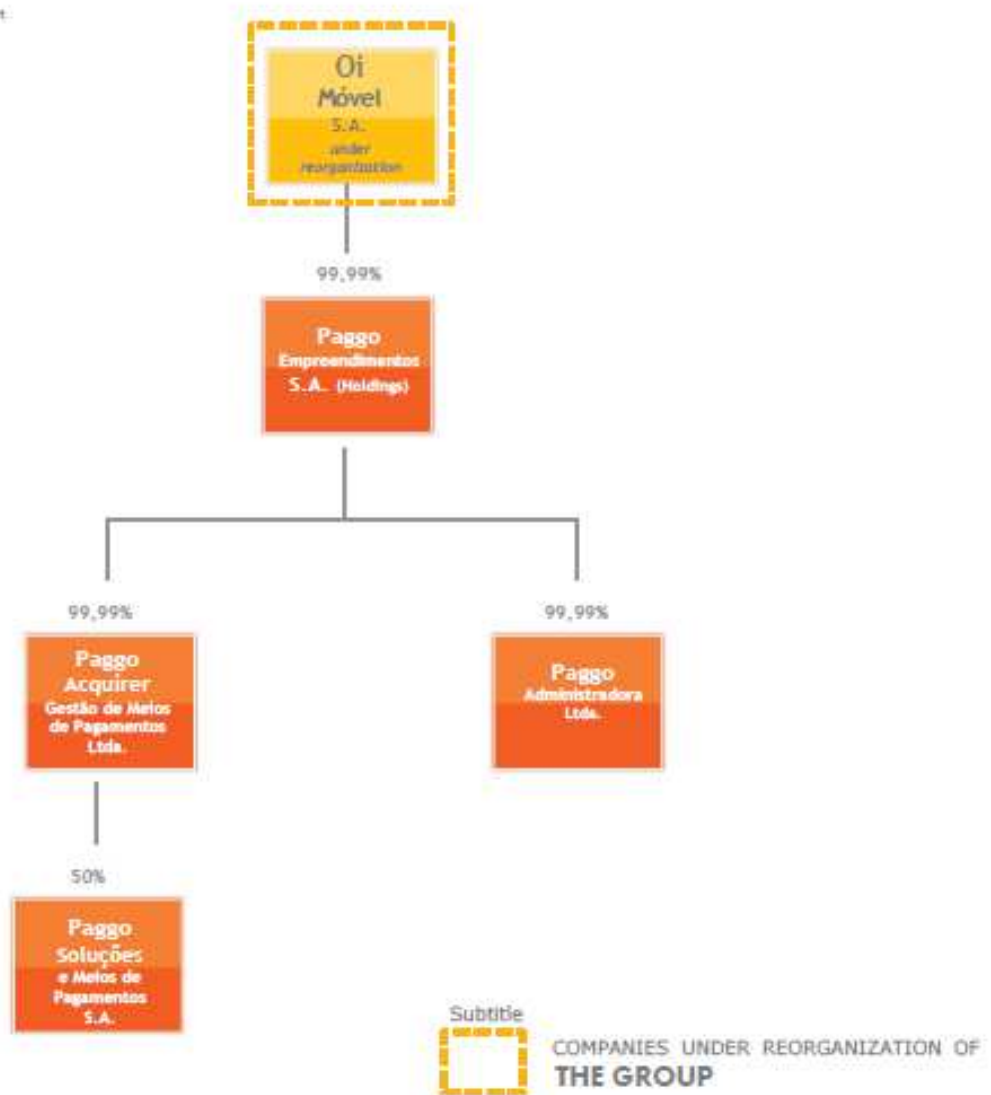 Oi
Móvel
S.A.
under
reorganization
99,99%
Paggo
Empreendimentos
S.A. (Holdings)
99,99%
99,99%
Paggo
Acquirer
Gestão de Meios
de Pagamentos
Ltda.
Paggo
Administradora
Ltda.
50%
Paggo
Soluções
e Meios de
Pagamentos
S.A.
Subtitle
COMPANIES UNDER REORGANIZATION OF
THE GROUP